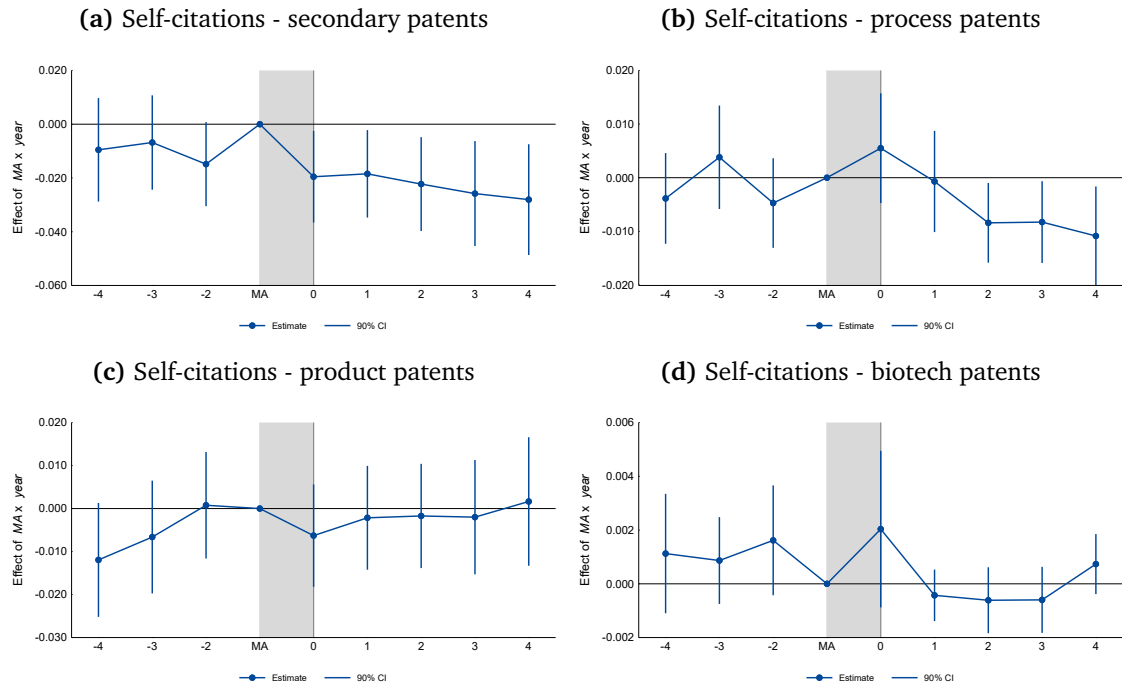 (a) Self-citations - secondary patents
0.020
0.000
-0.020
-0.040
-0.060
Effect of MA x year
-4 -3 -2 MA 0 1 2 3 4
Estimate 90% CI
(b) Self-citations - process patents
0.020
0.010
0.000
-0.010
-0.020
Effect of MA x year
-4 -3 -2 MA 0 1 2 3 4
Estimate 90% CI
(c) Self-citations - product patents
0.020
0.010
0.000
-0.010
-0.020
-0.030
Effect of MA x year
-4 -3 -2 MA 0 1 2 3 4
Estimate 90% CI
(d) Self-citations - biotech patents
0.006
0.004
0.002
0.000
-0.002
Effect of MA x year
-4 -3 -2 MA 0 1 2 3 4
Estimate 90% CI